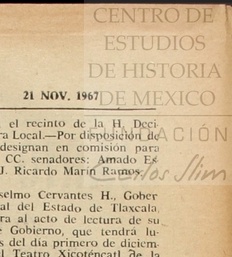 CENTRO DE
ESTUDIOS
DE HISTORIA
DE MEXICO
21 NOV. 1967
el recinto de la H. Deci-
ra Local.—Por disposición de
designan en comisión para
CC. senadores: Amado Es-
J. Ricardo Marín Ramos.
FUNDACIÓN
Carlos Slim
selmo Cervantes H., Gober
al del Estado de Tlaxcala,
ra al acto de lectura de su
e Gobierno, que tendrá lu-
s del día primero de diciem-
l Teatro Xicoténcatl de la